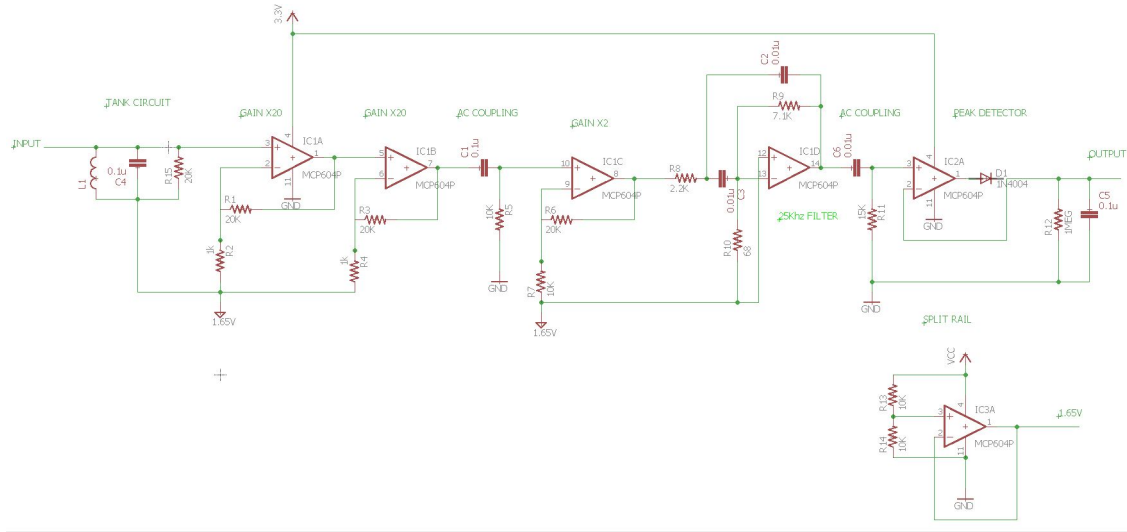 3.3V
TANK CIRCUIT
GAIN X20
GAIN X20
AC COUPLING
GAIN X2
C2
0.01u
R9
7.1K
AC COUPLING
PEAK DETECTOR
INPUT
L1
0.1u
C4
R15
20K
3
2
4
11
1
IC1A
MCP604P
GND
R1
20K
1k
R2
1.65V
5
6
7
IC1B
MCP604P
R3
20K
1k
R4
C1
0.1u
10K
R5
GND
10
9
8
IC1C
MCP604P
R6
20K
R7
10K
1.65V
R8
2.2K
0.01u
C3
R10
68
12
13
14
IC1D
MCP604P
25Khz FILTER
C6
0.01u
15K
R11
GND
3
2
4
11
1
IC2A
MCP604P
GND
D1
1N4004
OUTPUT
R12
1MEG
C5
0.1u
SPLIT RAIL
VCC
R13
10K
R14
10K
3
2
4
11
1
IC3A
MCP604P
1.65V
GND